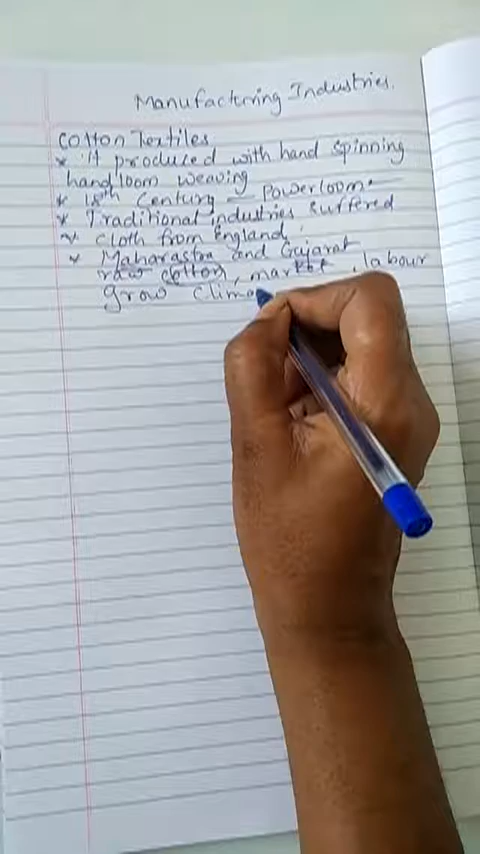 Manufacturing Industries.
Cotton Textiles
* It produced with hand spinning
handloom weaving
* 18th Century — Powerloom.
* Traditional industries suffered
* cloth from England
* Maharastra and Gujarat
raw cotton, market, labour
grow clima